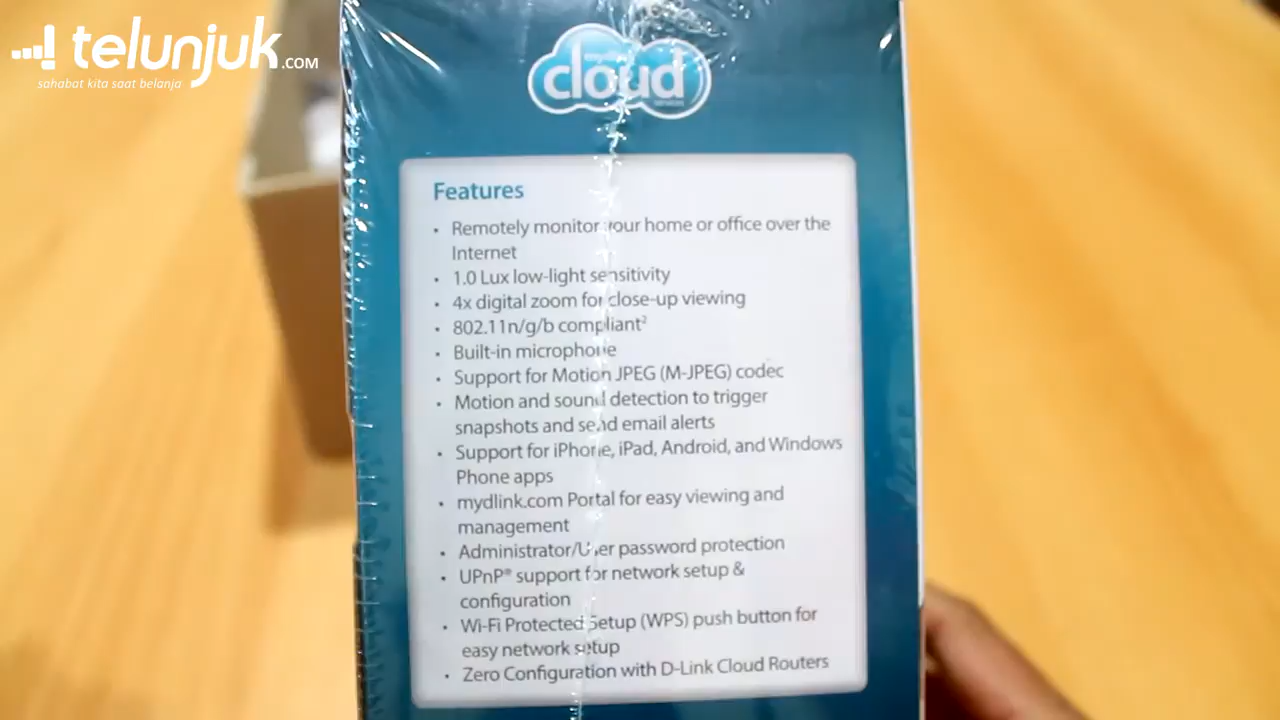 telunjuk.COM
sahabat kita saat belanja
cloud
Features
• Remotely monitor your home or office over the
Internet
• 1.0 Lux low-light sensitivity
• 4x digital zoom for close-up viewing
• 802.11n/g/b compliant²
• Built-in microphone
• Support for Motion JPEG (M-JPEG) codec
• Motion and sound detection to trigger
snapshots and send email alerts
• Support for iPhone, iPad, Android, and Windows
Phone apps
• mydlink.com Portal for easy viewing and
management
• Administrator/User password protection
• UPnP® support for network setup &
configuration
• Wi-Fi Protected Setup (WPS) push button for
easy network setup
• Zero Configuration with D-Link Cloud Routers